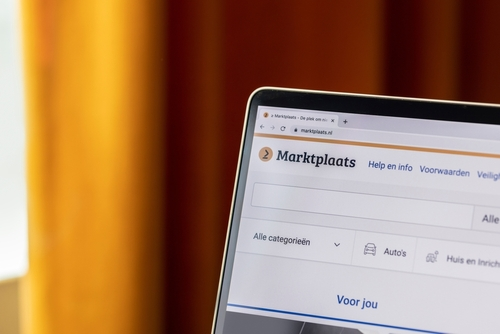 Marktplaats - De plek om
marktplaats.nl
Marktplaats
Help en info Voorwaarden Veilig
Alle
Alle categorieën Auto's Huis en Inrich
Voor jou